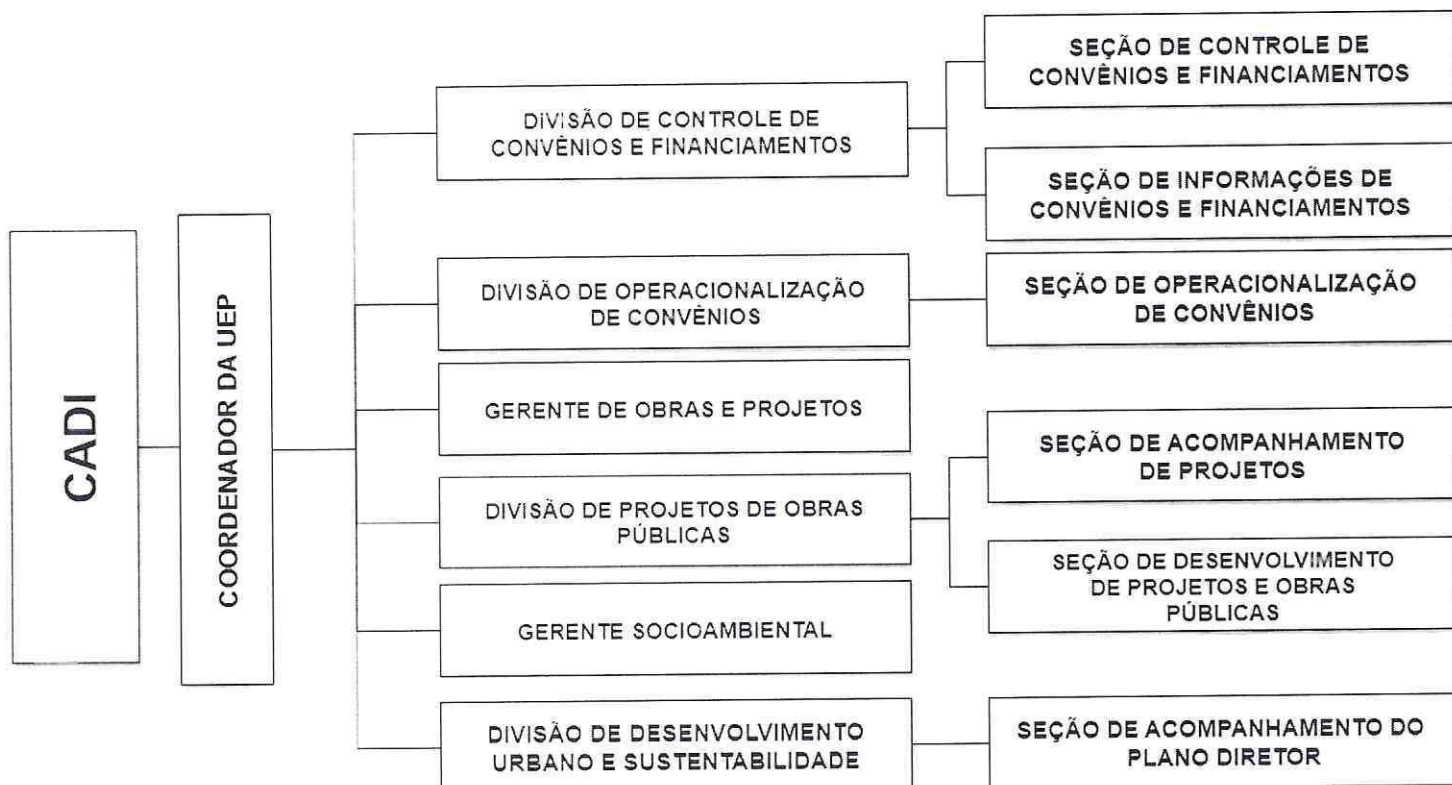 CADI
COORDENADOR DA UEP
DIVISÃO DE CONTROLE DE
CONVÊNIOS E FINANCIAMENTOS
SEÇÃO DE CONTROLE DE
CONVÊNIOS E FINANCIAMENTOS
SEÇÃO DE INFORMAÇÕES DE
CONVÊNIOS E FINANCIAMENTOS
DIVISÃO DE OPERACIONALIZAÇÃO
DE CONVÊNIOS
SEÇÃO DE OPERACIONALIZAÇÃO
DE CONVÊNIOS
GERENTE DE OBRAS E PROJETOS
DIVISÃO DE PROJETOS DE OBRAS
PÚBLICAS
SEÇÃO DE ACOMPANHAMENTO
DE PROJETOS
SEÇÃO DE DESENVOLVIMENTO
DE PROJETOS E OBRAS
PÚBLICAS
GERENTE SOCIOAMBIENTAL
DIVISÃO DE DESENVOLVIMENTO
URBANO E SUSTENTABILIDADE
SEÇÃO DE ACOMPANHAMENTO DO
PLANO DIRETOR